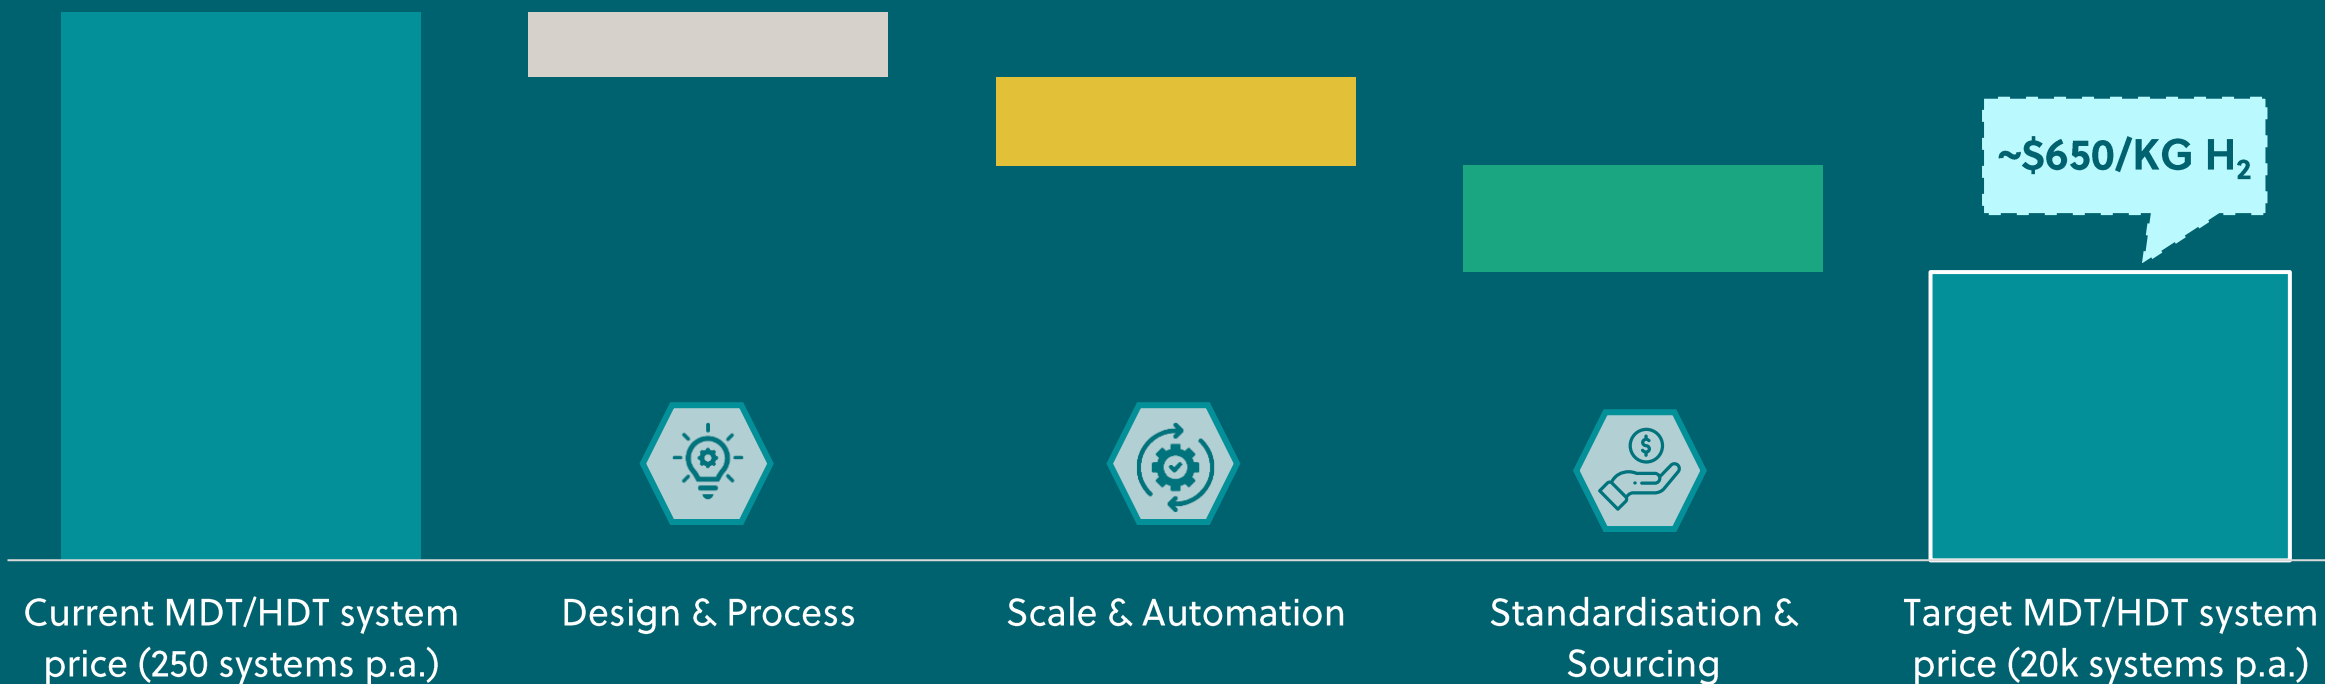 ~$650/KG H₂
Current MDT/HDT system
price (250 systems p.a.)
Design & Process
Scale & Automation
Standardisation &
Sourcing
Target MDT/HDT system
price (20k systems p.a.)